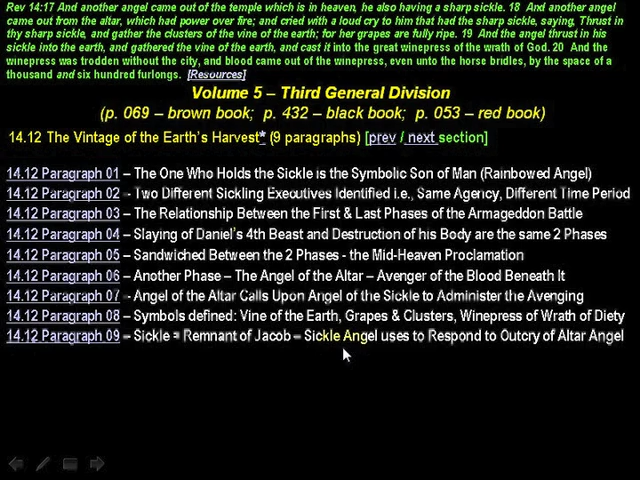 Rev 14:17 And another angel came out of the temple which is in heaven, he also having a sharp sickle. 18 And another angel
came out from the altar, which had power over fire; and cried with a loud cry to him that had the sharp sickle, saying, Thrust in
thy sharp sickle, and gather the clusters of the vine of the earth; for her grapes are fully ripe. 19 And the angel thrust in his
sickle into the earth, and gathered the vine of the earth, and cast it into the great winepress of the wrath of God. 20 And the
winepress was trodden without the city, and blood came out of the winepress, even unto the horse bridles, by the space of a
thousand and six hundred furlongs. [Resources]
Volume 5 – Third General Division
(p. 069 – brown book; p. 432 – black book; p. 053 – red book)
14.12 The Vintage of the Earth's Harvest* (9 paragraphs) [prev / next section]
14.12 Paragraph 01 – The One Who Holds the Sickle is the Symbolic Son of Man (Rainbowed Angel)
14.12 Paragraph 02 - Two Different Sickling Executives Identified i.e., Same Agency, Different Time Period
14.12 Paragraph 03 – The Relationship Between the First & Last Phases of the Armageddon Battle
14.12 Paragraph 04 – Slaying of Daniel's 4th Beast and Destruction of his Body are the same 2 Phases
14.12 Paragraph 05 – Sandwiched Between the 2 Phases - the Mid-Heaven Proclamation
14.12 Paragraph 06 – Another Phase – The Angel of the Altar – Avenger of the Blood Beneath It
14.12 Paragraph 07 - Angel of the Altar Calls Upon Angel of the Sickle to Administer the Avenging
14.12 Paragraph 08 – Symbols defined: Vine of the Earth, Grapes & Clusters, Winepress of Wrath of Diety
14.12 Paragraph 09 – Sickle = Remnant of Jacob – Sickle Angel uses to Respond to Outcry of Altar Angel